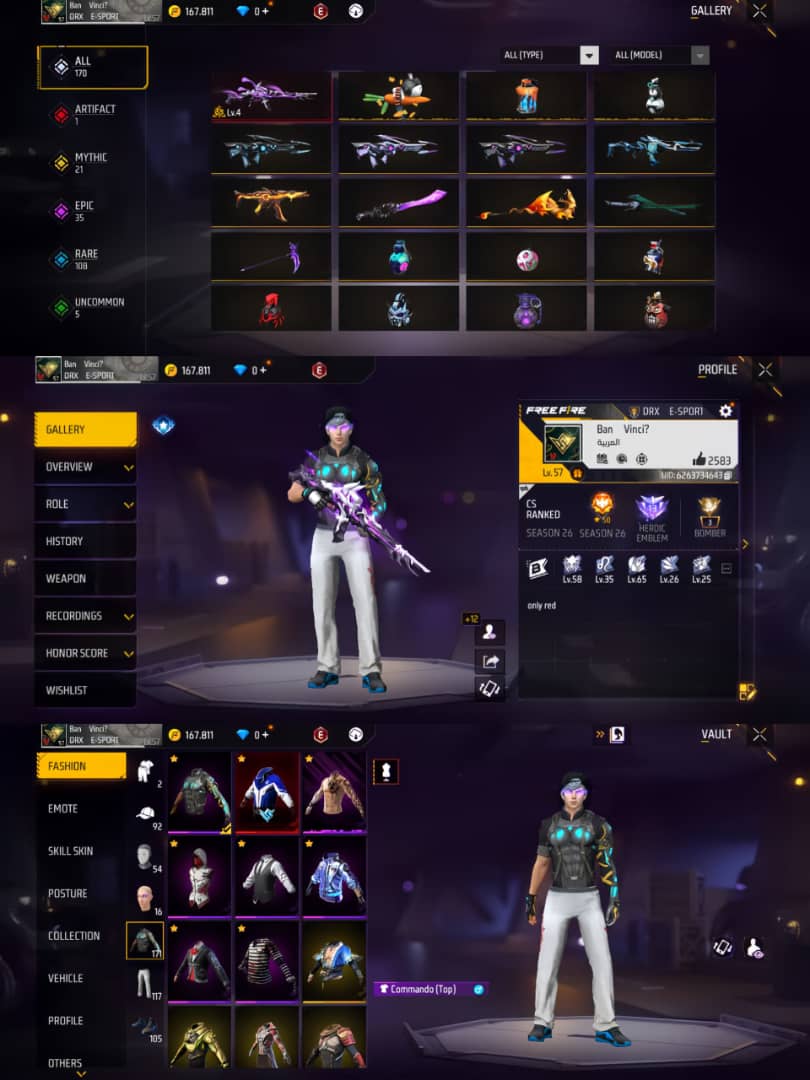 Ban Vinci?
DRX E-SPORT
57
167.811
0 +
E
GALLERY
ALL
170
ALL (TYPE)
ALL (MODEL)
ARTIFACT
1
MYTHIC
21
EPIC
35
RARE
108
UNCOMMON
5
Lv.4
Ban Vinci?
DRX E-SPORT
57
167.811
0 +
E
PROFILE
GALLERY
OVERVIEW
ROLE
HISTORY
WEAPON
RECORDINGS
HONOR SCORE
WISHLIST
+12
FREE FIRE
DRX E-SPORT
Ban Vinci?
العربية
2583
Lv.57
UID:6263734643
CS
RANKED
SEASON 26
50
SEASON 26
HEROIC
EMBLEM
3
BOMBER
Lv.58
Lv.35
Lv.65
Lv.26
Lv.25
only red
Ban Vinci?
DRX E-SPORT
57
167.811
0 +
E
VAULT
FASHION
EMOTE
SKILL SKIN
POSTURE
COLLECTION
VEHICLE
PROFILE
OTHERS
2
92
54
16
171
117
105
Commando (Top)